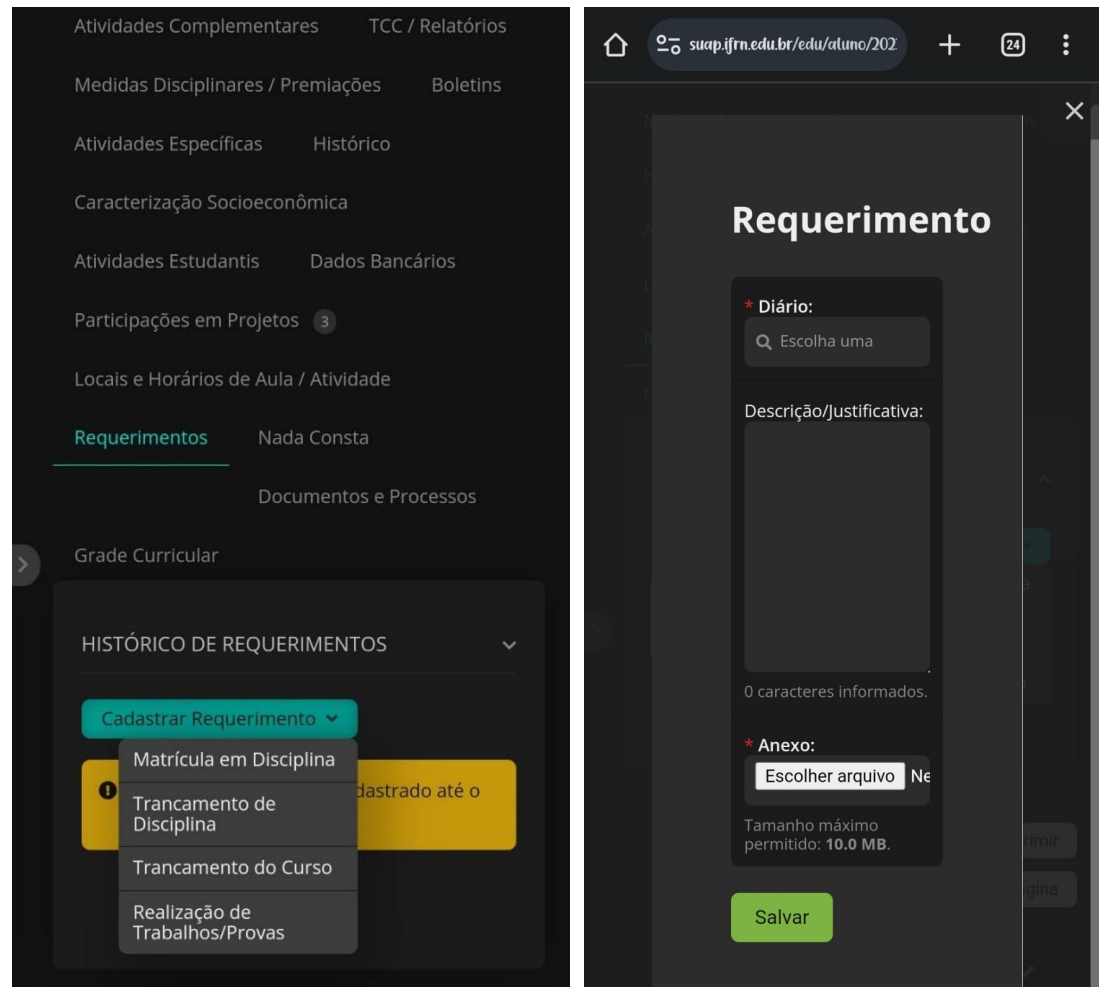 Atividades Complementares TCC / Relatórios
Medidas Disciplinares / Premiações Boletins
Atividades Específicas Histórico
Caracterização Socioeconômica
Atividades Estudantis Dados Bancários
Participações em Projetos 3
Locais e Horários de Aula / Atividade
Requerimentos Nada Consta
Documentos e Processos
Grade Curricular
HISTÓRICO DE REQUERIMENTOS
Cadastrar Requerimento
Matrícula em Disciplina
Trancamento de
Disciplina
Trancamento do Curso
Realização de
Trabalhos/Provas
dastrado até o
suap.ifrn.edu.br/edu/aluno/202
24
Requerimento
* Diário:
Escolha uma
Descrição/Justificativa:
0 caracteres informados.
* Anexo:
Escolher arquivo Ne
Tamanho máximo
permitido: 10.0 MB.
Salvar
rimir
ágina